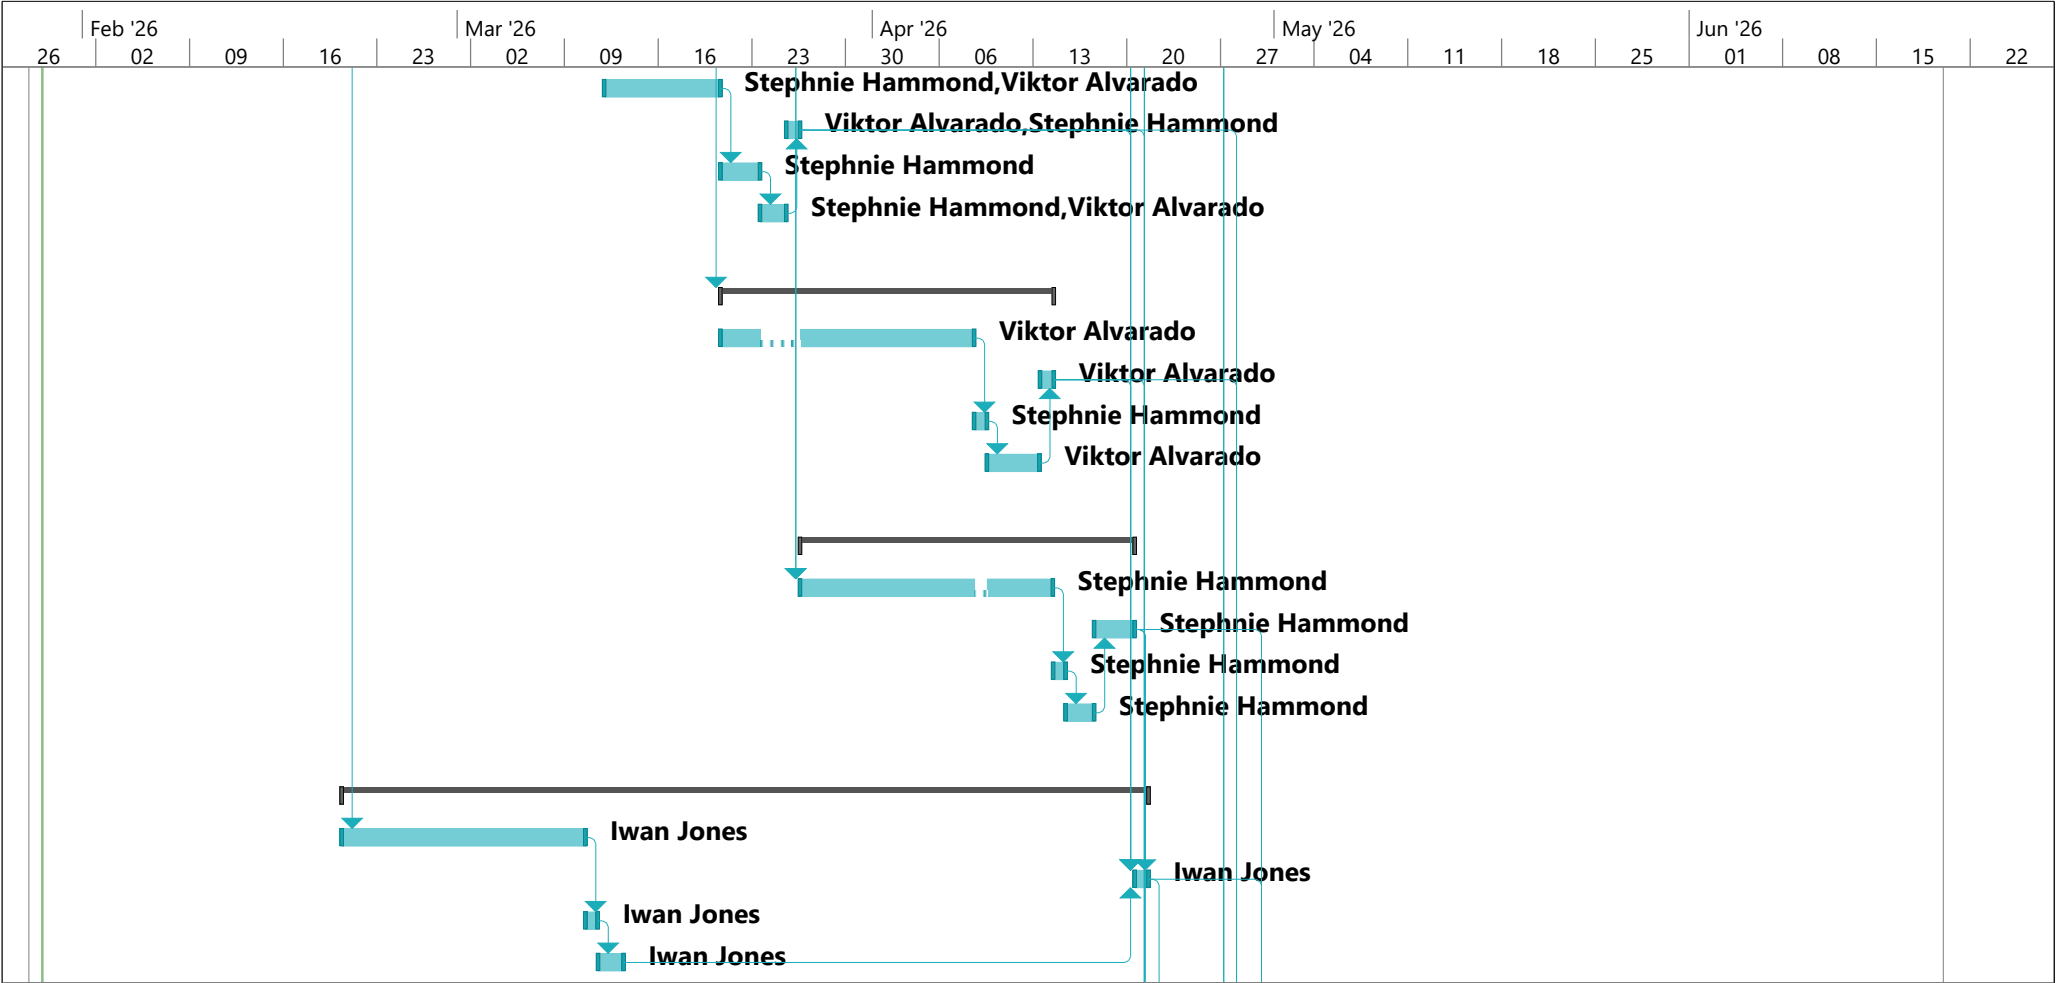 Feb '26 Mar '26 Apr '26 May '26 Jun '26
26 02 09 16 23 02 09 16 23 30 06 13 20 27 04 11 18 25 01 08 15 22
Stephnie Hammond,Viktor Alvarado
Viktor Alvarado,Stephnie Hammond
Stephnie Hammond
Stephnie Hammond,Viktor Alvarado
Viktor Alvarado
Viktor Alvarado
Stephnie Hammond
Viktor Alvarado
Stephnie Hammond
Stephnie Hammond
Stephnie Hammond
Stephnie Hammond
Iwan Jones
Iwan Jones
Iwan Jones
Iwan Jones